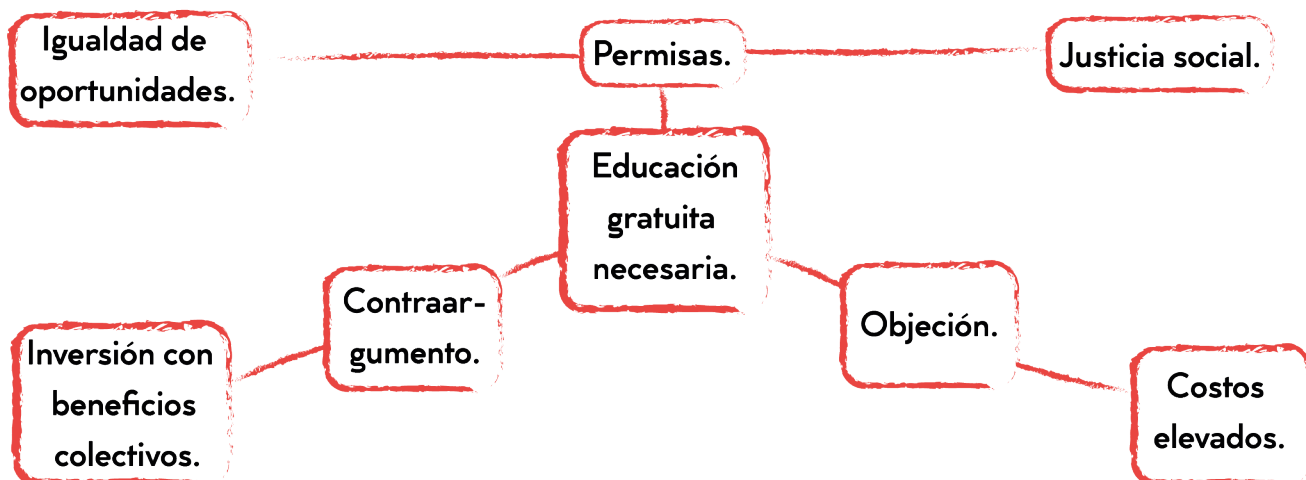 Igualdad de
oportunidades.
Permisas.
Justicia social.
Educación
gratuita
necesaria.
Contraar-
gumento.
Objeción.
Inversión con
beneficios
colectivos.
Costos
elevados.